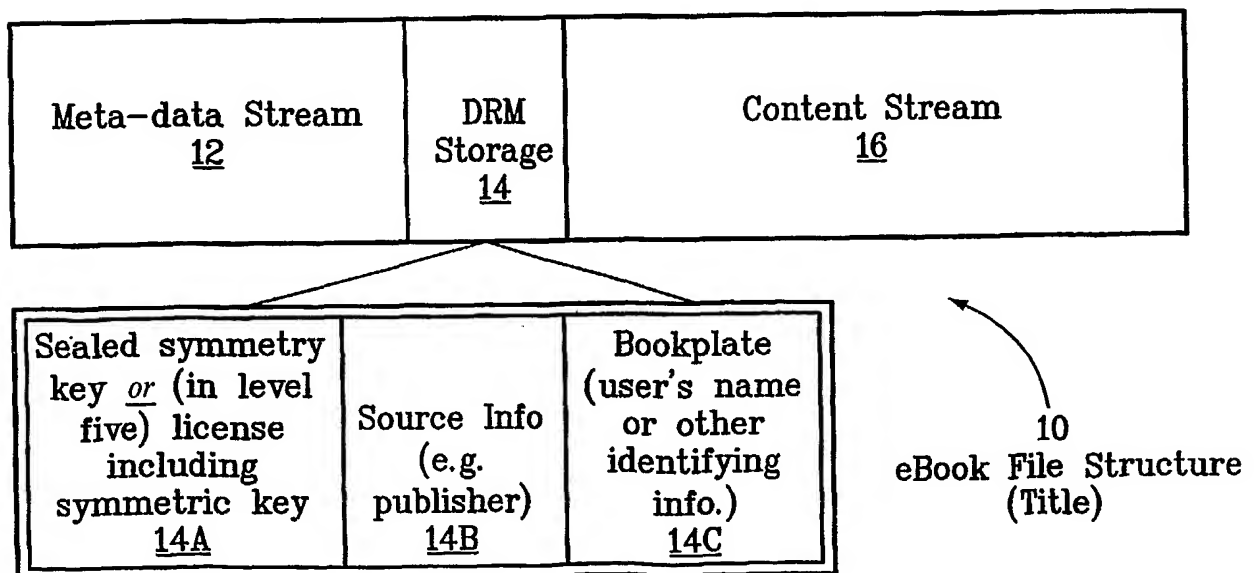 Meta-data Stream
12
DRM
Storage
14
Content Stream
16
Sealed symmetry
key or (in level
five) license
including
symmetric key
14A
Source Info
(e.g.
publisher)
14B
Bookplate
(user's name
or other
identifying
info.)
14C
10
eBook File Structure
(Title)